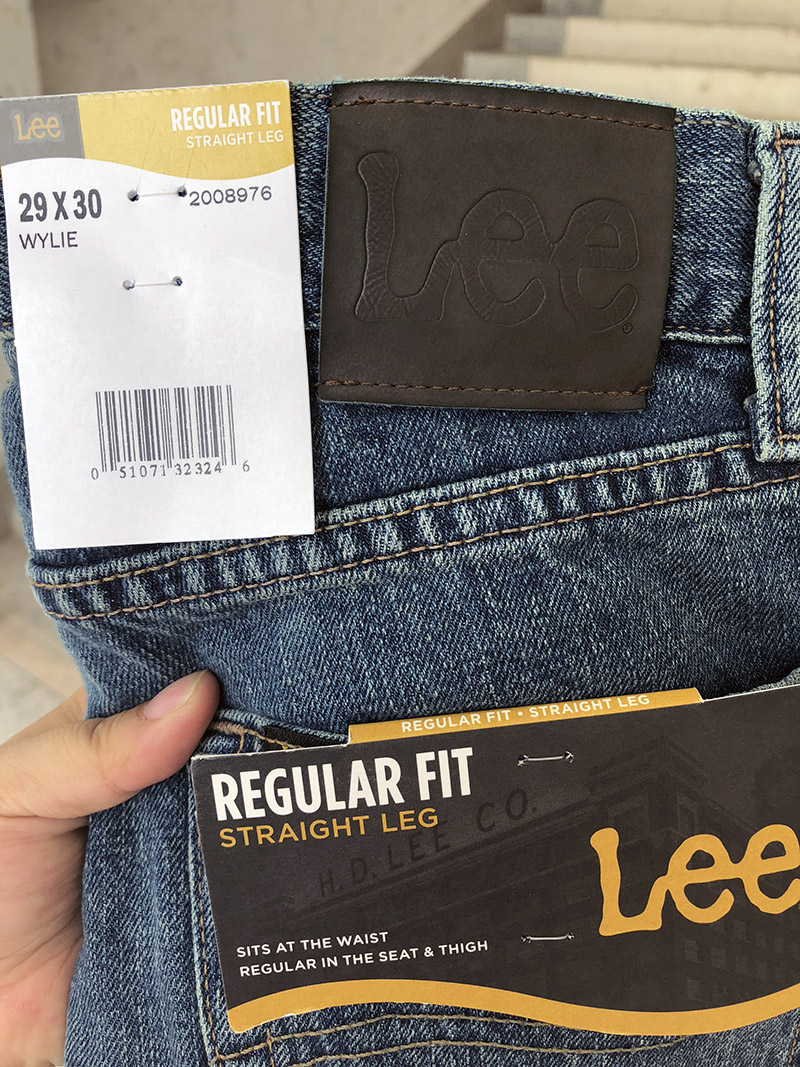 Lee
REGULAR FIT
STRAIGHT LEG
29 X 30
2008976
WYLIE
0 51071 32324 6
Lee
®
REGULAR FIT • STRAIGHT LEG
REGULAR FIT
STRAIGHT LEG
H.D. LEE CO.
Lee
SITS AT THE WAIST
REGULAR IN THE SEAT & THIGH